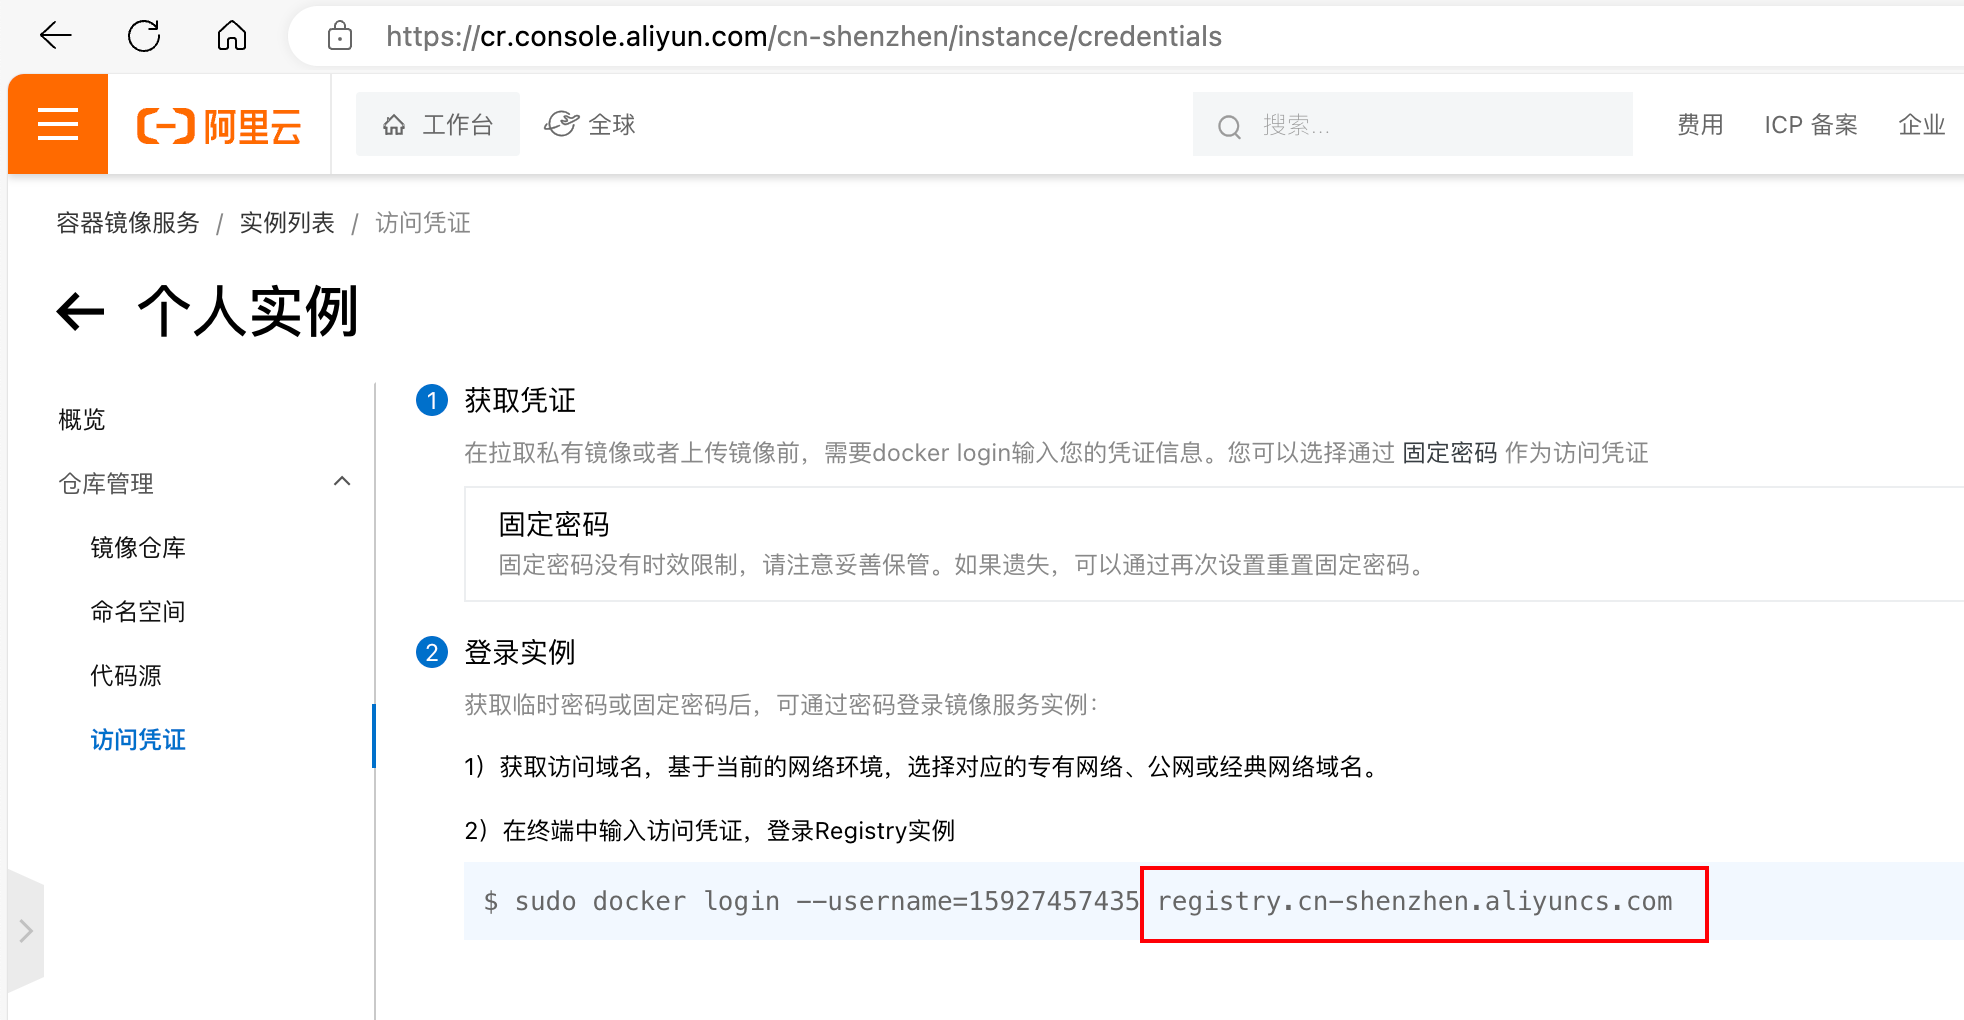 https://cr.console.aliyun.com/cn-shenzhen/instance/credentials
阿里云
工作台
全球
搜索...
费用
ICP 备案
企业
容器镜像服务 / 实例列表 / 访问凭证
个人实例
概览
仓库管理
镜像仓库
命名空间
代码源
访问凭证
1 获取凭证
在拉取私有镜像或者上传镜像前，需要docker login输入您的凭证信息。您可以选择通过 固定密码 作为访问凭证
固定密码
固定密码没有时效限制，请注意妥善保管。如果遗失，可以通过再次设置重置固定密码。
2 登录实例
获取临时密码或固定密码后，可通过密码登录镜像服务实例：
1）获取访问域名，基于当前的网络环境，选择对应的专有网络、公网或经典网络域名。
2）在终端中输入访问凭证，登录Registry实例
$ sudo docker login --username=15927457435 registry.cn-shenzhen.aliyuncs.com